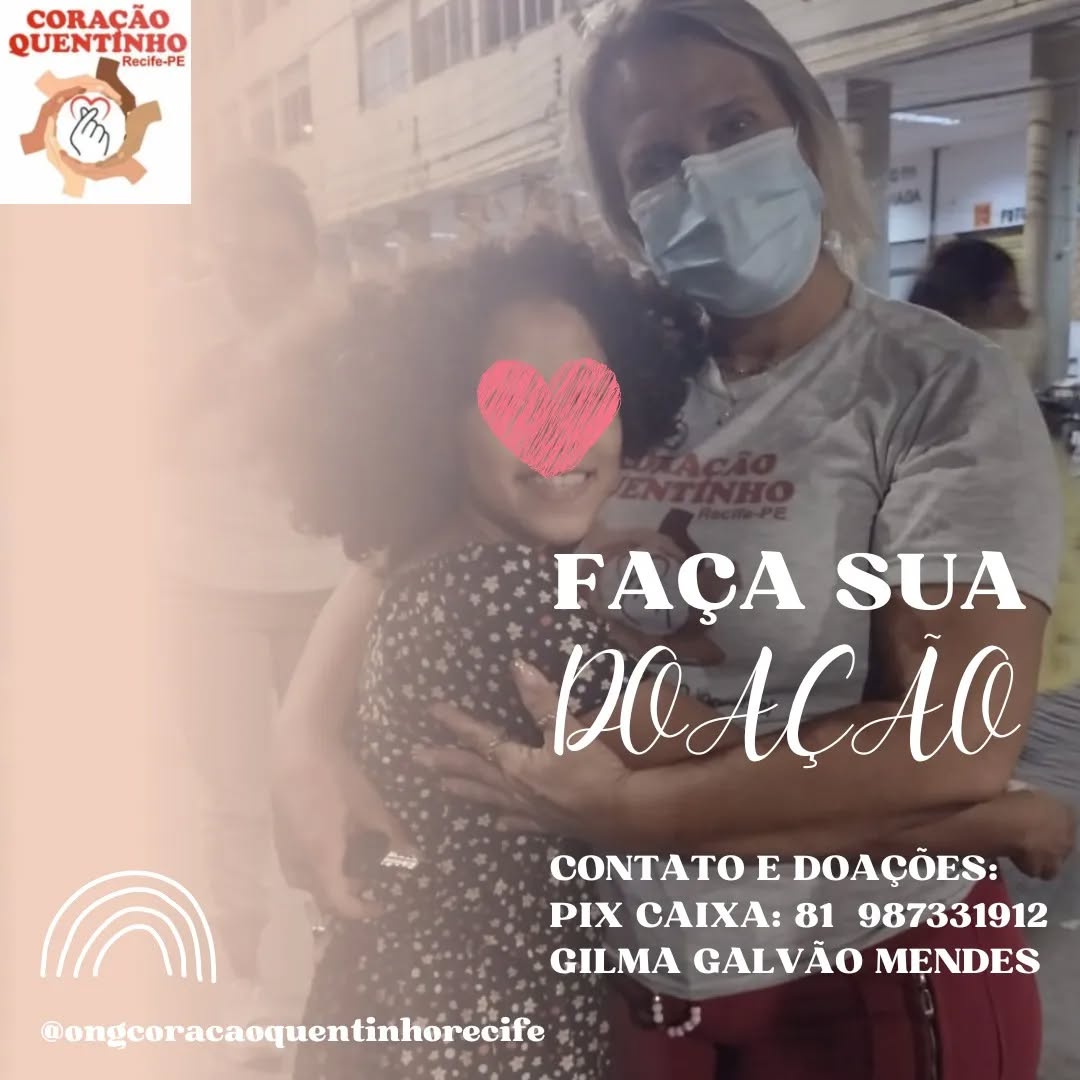 CORAÇÃO
QUENTINHO
Recife-PE
CORAÇÃO
QUENTINHO
Recife-PE
FAÇA SUA
DOAÇÃO
CONTATO E DOAÇÕES:
PIX CAIXA: 81 987331912
GILMA GALVÃO MENDES
@ongcoracaoquentinhorecife